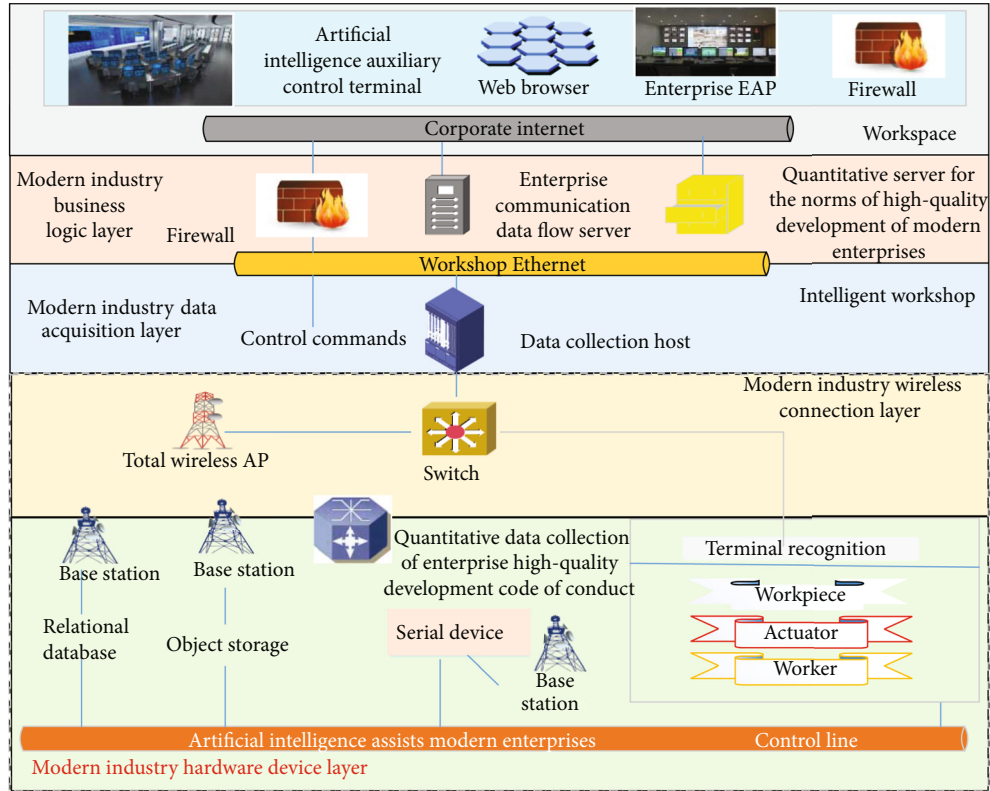 Artificial
intelligence auxiliary
control terminal
Web browser
Enterprise EAP
Firewall
Corporate internet
Workspace
Modern industry
business
logic layer
Firewall
Enterprise
communication
data flow server
Quantitative server for
the norms of high-quality
development of modern
enterprises
Workshop Ethernet
Modern industry data
acquisition layer
Control commands
Data collection host
Intelligent workshop
Modern industry wireless
connection layer
Total wireless AP
Switch
Base station
Base station
Quantitative data collection
of enterprise high-quality
development code of conduct
Terminal recognition
Workpiece
Actuator
Worker
Relational
database
Object storage
Serial device
Base
station
Artificial intelligence assists modern enterprises
Control line
Modern industry hardware device layer